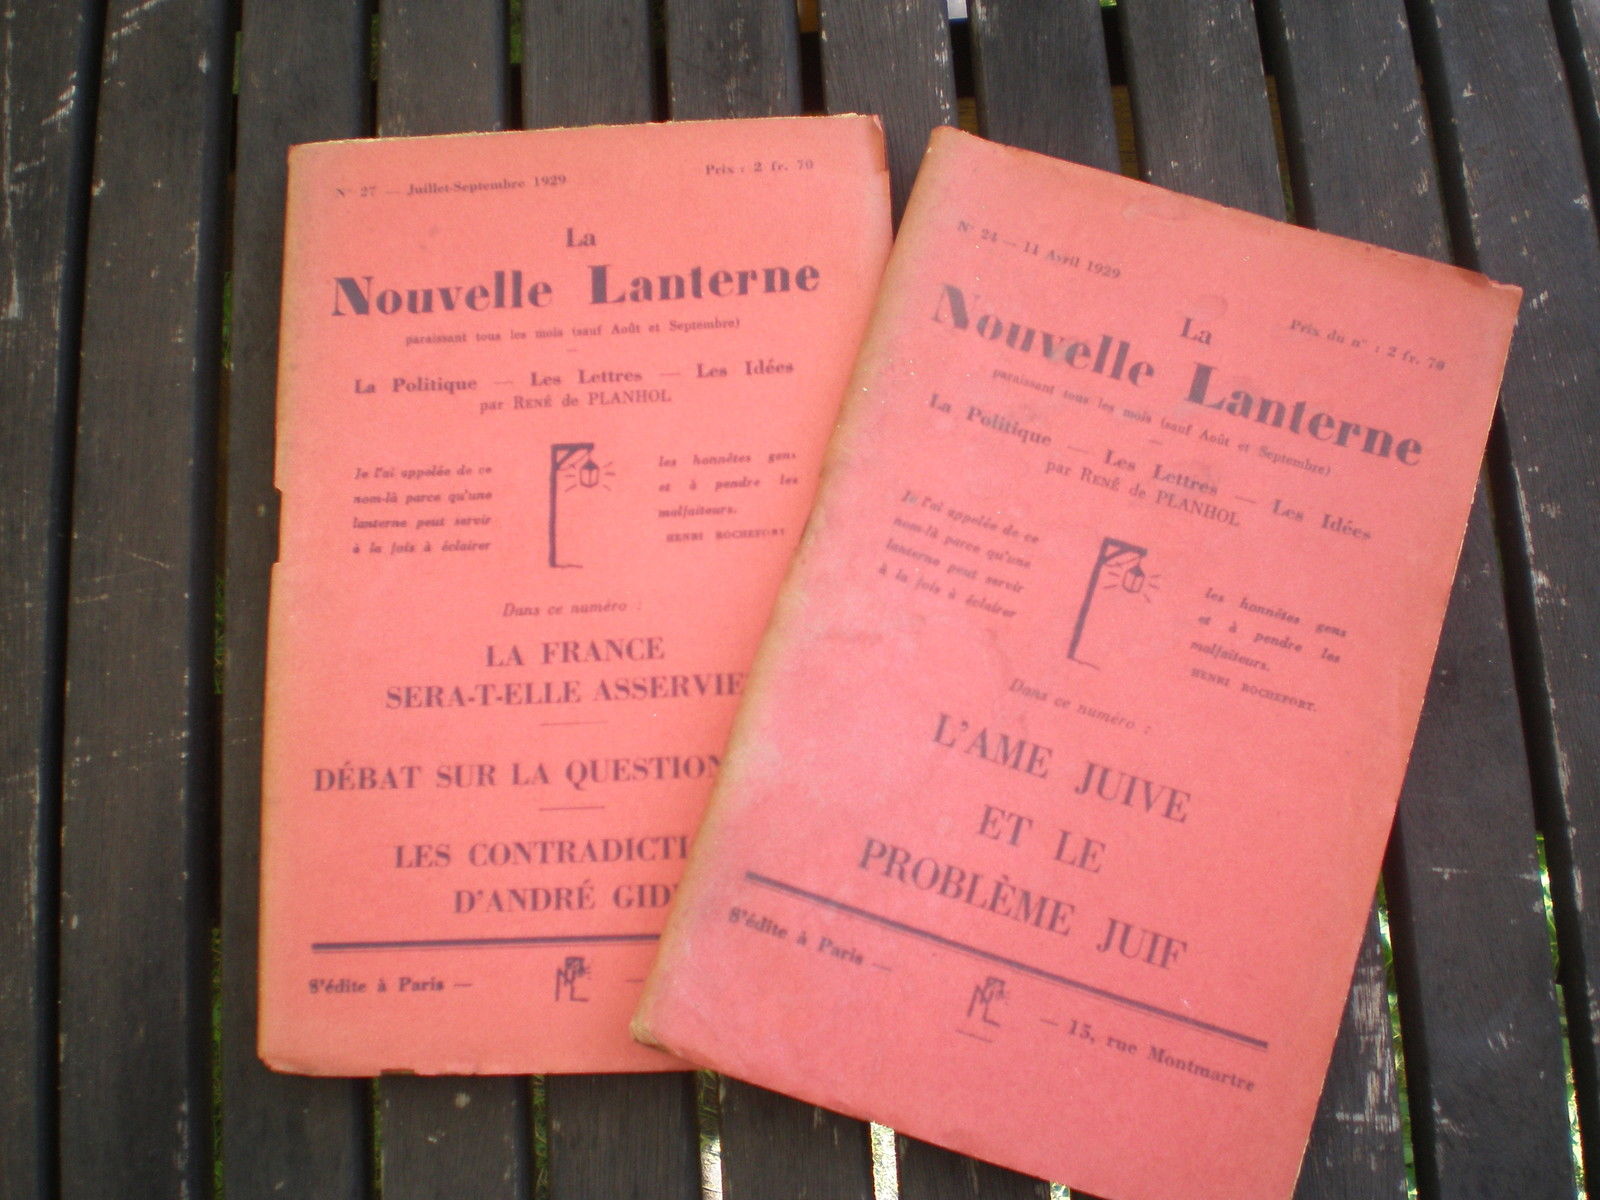 N° 27 — Juillet-Septembre 1929
Prix : 2 fr. 70
La
Nouvelle Lanterne
paraissant tous les mois (sauf Août et Septembre)
La Politique — Les Lettres — Les Idées
par RENÉ de PLANHOL
Je l'ai appelée de ce
nom-là parce qu'une
lanterne peut servir
à la fois à éclairer
les honnêtes gens
et à pendre les
malfaiteurs.
HENRI ROCHEFORT
Dans ce numéro :
LA FRANCE
SERA-T-ELLE ASSERVIE
DÉBAT SUR LA QUESTION
LES CONTRADICTI
D'ANDRÉ GID
S'édite à Paris —
NL
—
N° 24 — 11 Avril 1929
Prix du n° : 2 fr. 70
La
Nouvelle Lanterne
paraissant tous les mois (sauf Août et Septembre)
La Politique — Les Lettres — Les Idées
par RENÉ de PLANHOL
Je l'ai appelée de ce
nom-là parce qu'une
lanterne peut servir
à la fois à éclairer
les honnêtes gens
et à pendre les
malfaiteurs.
HENRI ROCHEFORT.
Dans ce numéro :
L'AME JUIVE
ET LE
PROBLÈME JUIF
S'édite à Paris — NL — 15, rue Montmartre